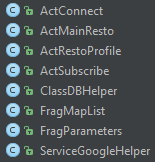 C ActConnect
C ActMainResto
C ActRestoProfile
C ActSubscribe
C ClassDBHelper
C FragMapList
C FragParameters
C ServiceGoogleHelper